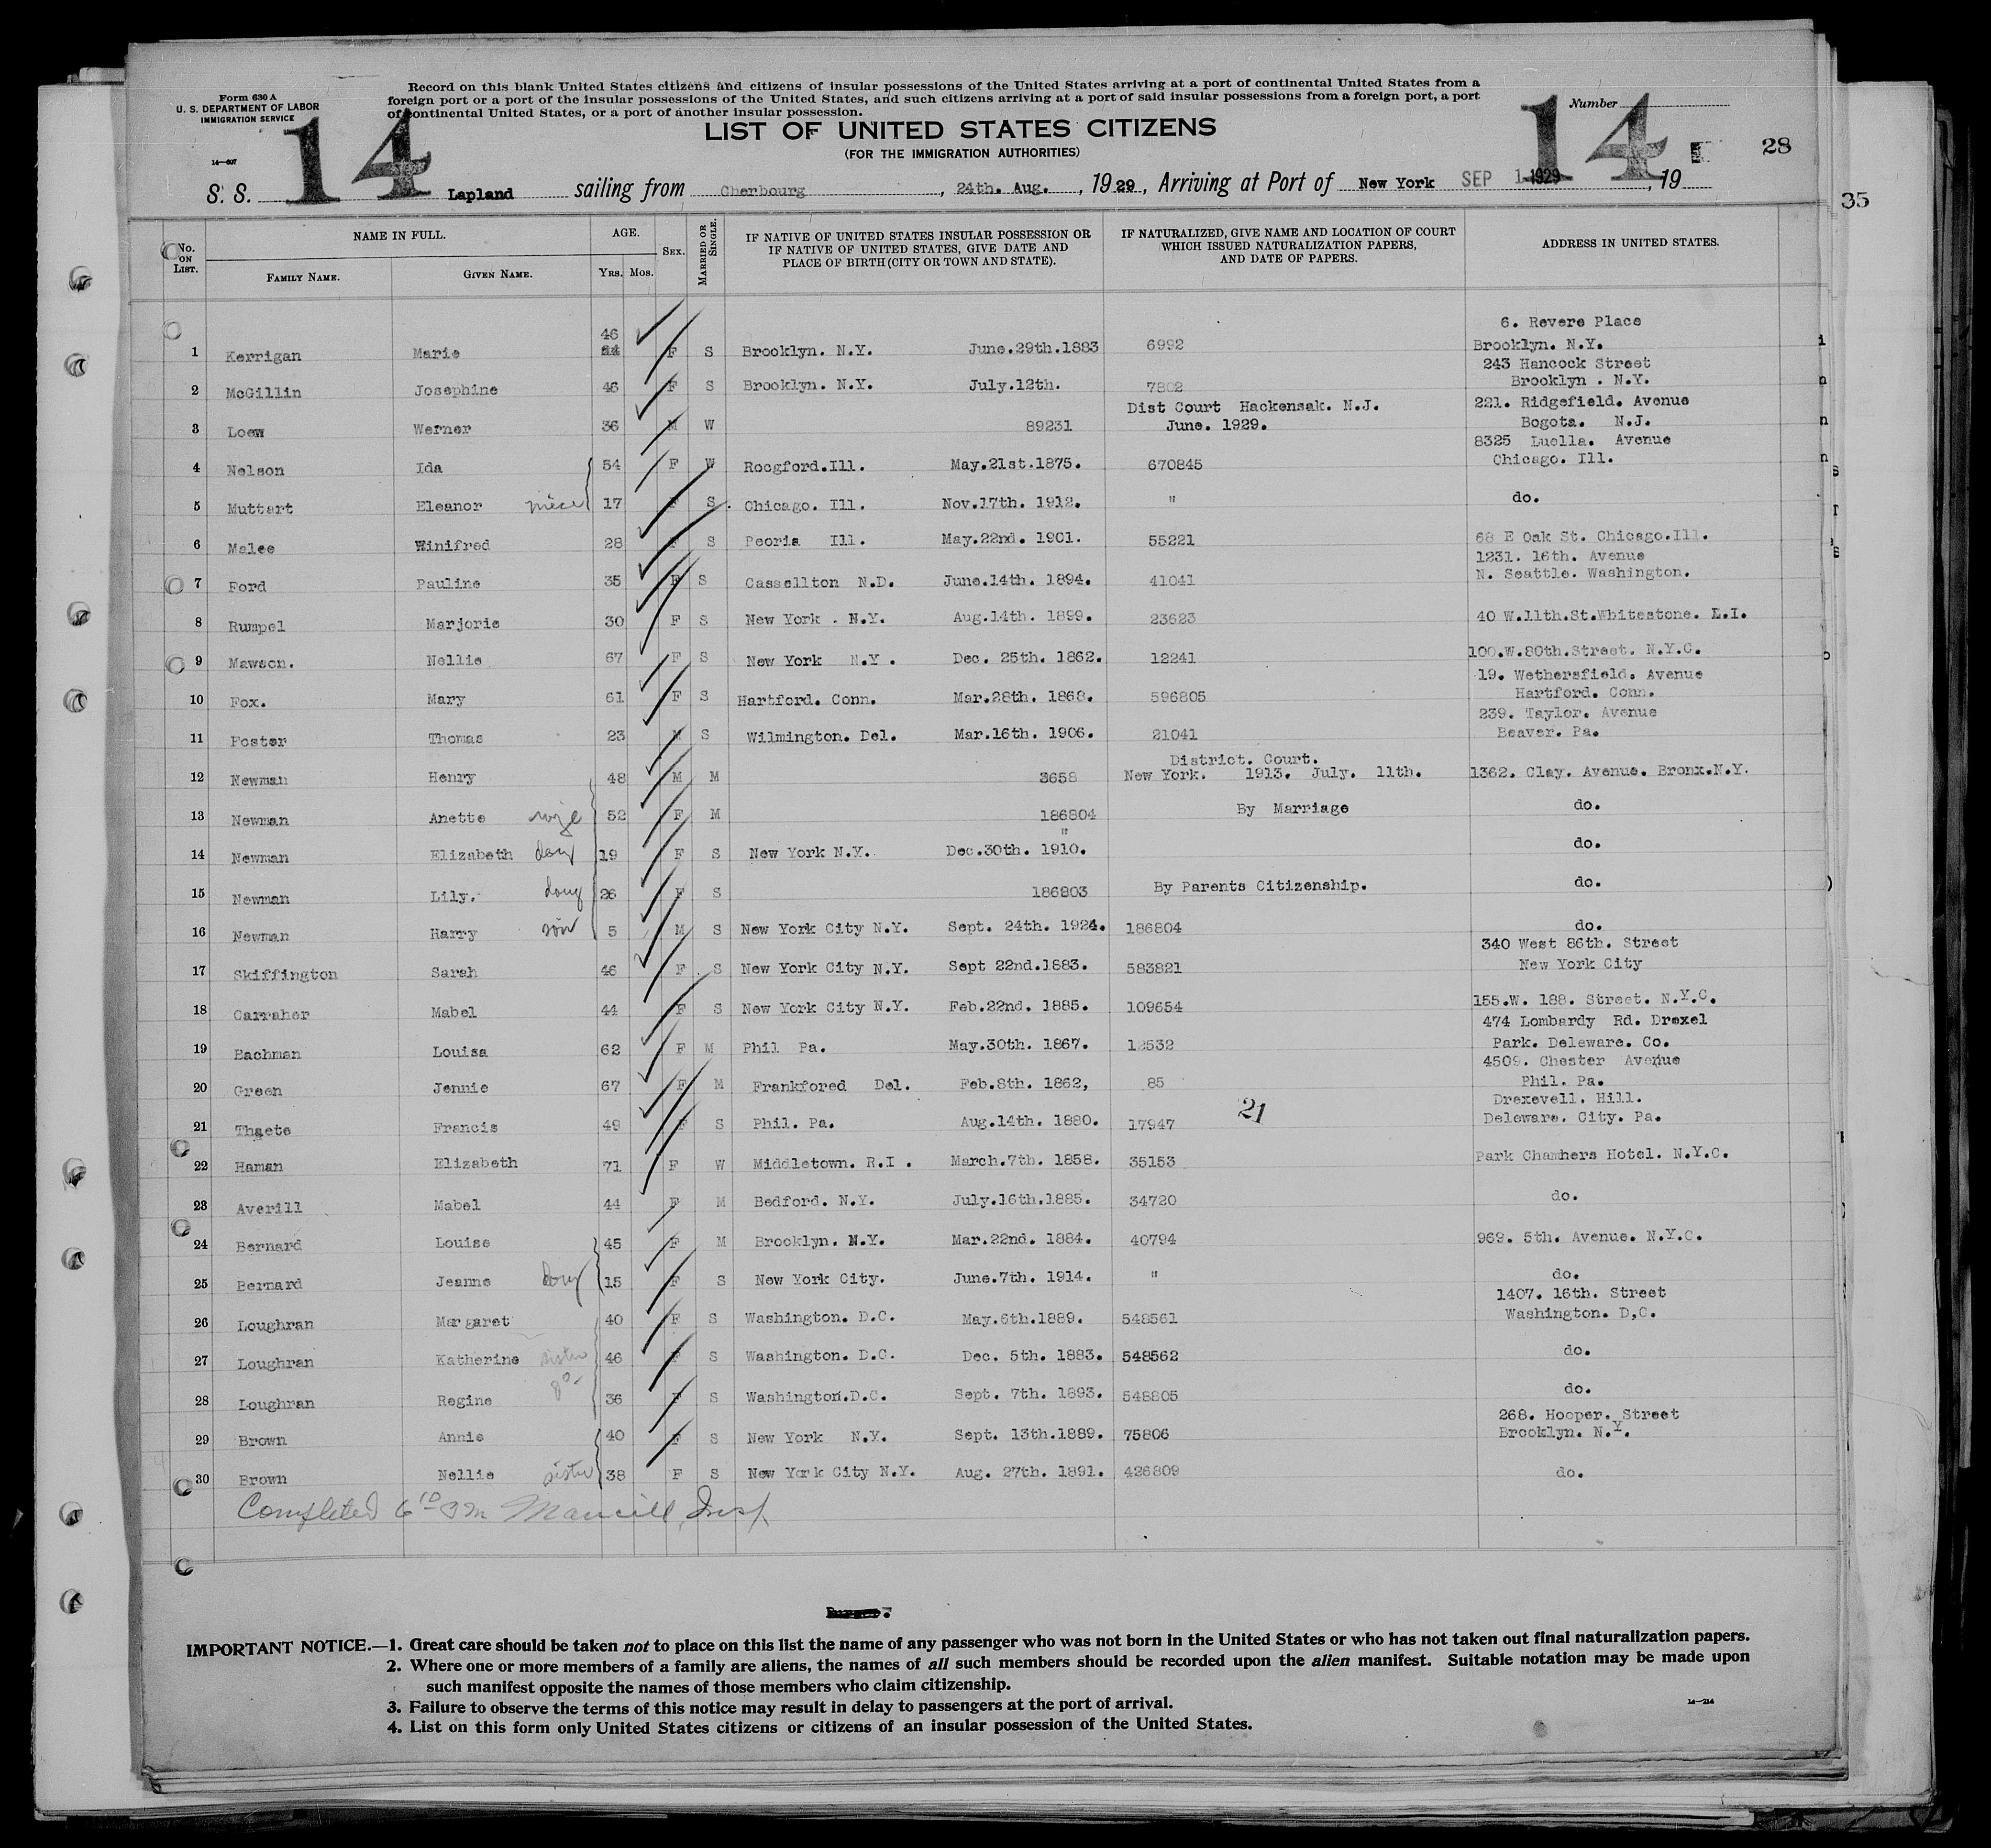 Form 630 A
U. S. DEPARTMENT OF LABOR
IMMIGRATION SERVICE
14—607
Record on this blank United States citizens and citizens of insular possessions of the United States arriving at a port of continental United States from a
foreign port or a port of the insular possessions of the United States, and such citizens arriving at a port of said insular possessions from a foreign port, a port
of continental United States, or a port of another insular possession.
Number
14 14
28
35
LIST OF UNITED STATES CITIZENS
(FOR THE IMMIGRATION AUTHORITIES)
S. S. Lapland sailing from Cherbourg, 24th. Aug., 1929, Arriving at Port of New York SEP 1 1929, 19
No. ON LIST. NAME IN FULL. FAMILY NAME. GIVEN NAME. AGE. Yrs. Mos. SEX. MARRIED OR SINGLE. IF NATIVE OF UNITED STATES INSULAR POSSESSION OR IF NATIVE OF UNITED STATES, GIVE DATE AND PLACE OF BIRTH (CITY OR TOWN AND STATE). IF NATURALIZED, GIVE NAME AND LOCATION OF COURT WHICH ISSUED NATURALIZATION PAPERS, AND DATE OF PAPERS. ADDRESS IN UNITED STATES.
1 Kerrigan Marie 46 44 F S Brooklyn. N.Y. June.29th.1883 6992 6. Revere Place Brooklyn. N.Y.
2 McGillin Josephine 46 F S Brooklyn. N.Y. July.12th. 7802 243 Hancock Street Brooklyn . N.Y.
3 Loew Werner 36 M W 89231 Dist Court Hackensak. N.J. June. 1929. 221. Ridgefield. Avenue Bogota. N.J.
4 Nelson Ida 54 F W Rocgford.Ill. May.21st.1875. 670845 8325 Luella. Avenue Chicago. Ill.
5 Muttart Eleanor niece 17 F S. Chicago. Ill. Nov.17th. 1912. " do.
6 Malee Winifred 28 F S Peoria Ill. May.22nd. 1901. 55221 68 E Oak St. Chicago.Ill.
7 Ford Pauline 35 F S Cassellton N.D. June.14th. 1894. 41041 1231. 16th. Avenue N. Seattle. Washington.
8 Rumpel Marjorie 30 F S New York . N.Y. Aug.14th. 1899. 23623 40 W.11th.St.Whitestone. L.I.
9 Mawson. Nellie 67 F S New York N.Y . Dec. 25th. 1862. 12241 100.W.80th.Street. N.Y.C.
10 Fox. Mary 61 F S Hartford. Conn. Mar.28th. 1868. 596805 19. Wethersfield. Avenue Hartford. Conn.
11 Foster Thomas 23 M S Wilmington. Del. Mar.16th. 1906. 21041 239. Taylor. Avenue Beaver. Pa.
12 Newman Henry 48 M M 3658 District. Court. New York. 1913. July. 11th. 1362. Clay. Avenue. Bronx.N.Y.
13 Newman Anette wife 52 F M 186804 By Marriage do.
14 Newman Elizabeth daug 19 F S New York N.Y. Dec.30th. 1910. " do.
15 Newman Lily. daug 26 F S 186803 By Parents Citizenship. do.
16 Newman Harry son 5 M S New York City N.Y. Sept. 24th. 1924. 186804 do.
17 Skiffington Sarah 46 F S New York City N.Y. Sept 22nd.1883. 583821 340 West 86th. Street New York City
18 Carraher Mabel 44 F S New York City N.Y. Feb.22nd. 1885. 109654 155.W. 188. Street. N.Y.C.
19 Bachman Louisa 62 F M Phil Pa. May.30th. 1867. 12532 474 Lombardy Rd. Drexel Park. Deleware. Co.
20 Green Jennie 67 F M Frankfored Del. Feb.8th. 1862, 85 4509. Chester Avenue Phil. Pa.
21 Thaete Francis 49 F S Phil. Pa. Aug.14th. 1880. 17947 21 Drexevell. Hill. Deleware. City. Pa.
22 Haman Elizabeth 71 F W Middletown. R.I . March.7th. 1858. 35153 Park Chambers Hotel. N.Y.C.
23 Averill Mabel 44 F M Bedford. N.Y. July.16th.1885. 34720 do.
24 Bernard Louise 45 F M Brooklyn. N.Y. Mar.22nd. 1884. 40794 969. 5th. Avenue. N.Y.C.
25 Bernard Jeanne daug 15 F S New York City. June.7th. 1914. " do.
26 Loughran Margaret 40 F S Washington. D.C. May.6th.1889. 548561 1407. 16th. Street Washington. D,C.
27 Loughran Katherine sister 46 F S Washington. D.C. Dec. 5th. 1883. 548562 do.
28 Loughran Regine do- 36 F S Washington.D.C. Sept. 7th. 1893. 548805 do.
29 Brown Annie 40 F S New York N.Y. Sept. 13th.1889. 75806 268. Hooper. Street Brooklyn. N.Y.
30 Brown Nellie sister 38 F S New York City N.Y. Aug. 27th. 1891. 426809 do.
Completed 6 10 PM Insp.
IMPORTANT NOTICE.—1. Great care should be taken not to place on this list the name of any passenger who was not born in the United States or who has not taken out final naturalization papers.
2. Where one or more members of a family are aliens, the names of all such members should be recorded upon the alien manifest. Suitable notation may be made upon
such manifest opposite the names of those members who claim citizenship.
3. Failure to observe the terms of this notice may result in delay to passengers at the port of arrival.
4. List on this form only United States citizens or citizens of an insular possession of the United States.
14—214